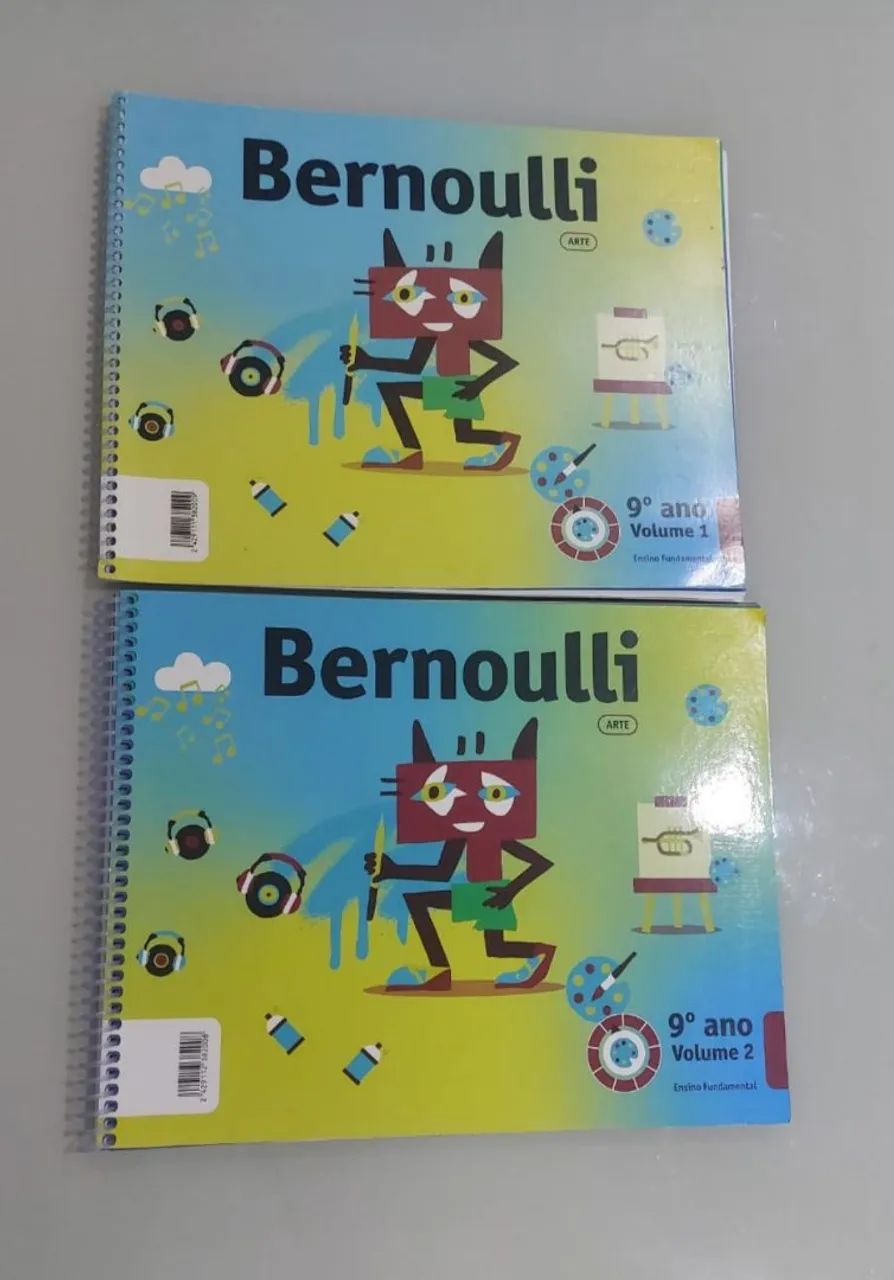 Bernoulli
ARTE
9º ano
Volume 1
Ensino Fundamental
Bernoulli
ARTE
9º ano
Volume 2
Ensino Fundamental